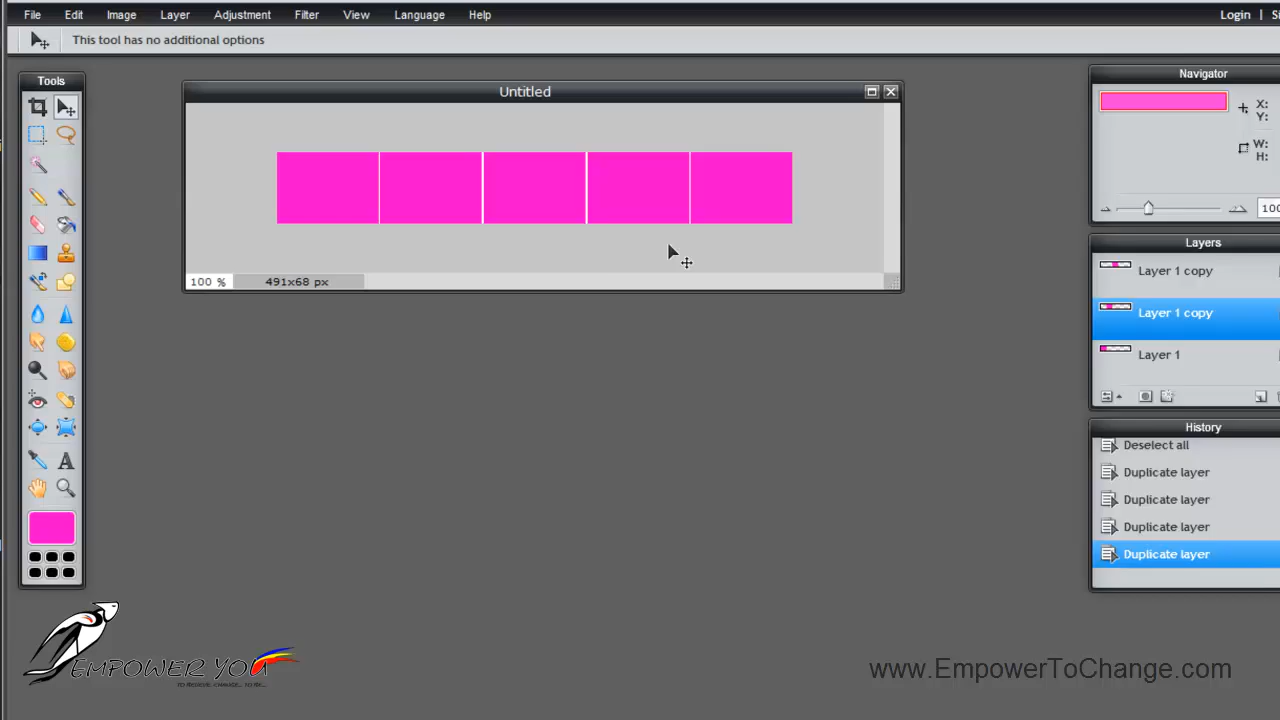 File Edit Image Layer Adjustment Filter View Language Help Login | Si
This tool has no additional options
Tools
Untitled
Navigator
X:
Y:
W:
H:
100
100 % 491x68 px
Layers
Layer 1 copy
Layer 1 copy
Layer 1
History
Deselect all
Duplicate layer
Duplicate layer
Duplicate layer
Duplicate layer
EMPOWER YOU
www.EmpowerToChange.com